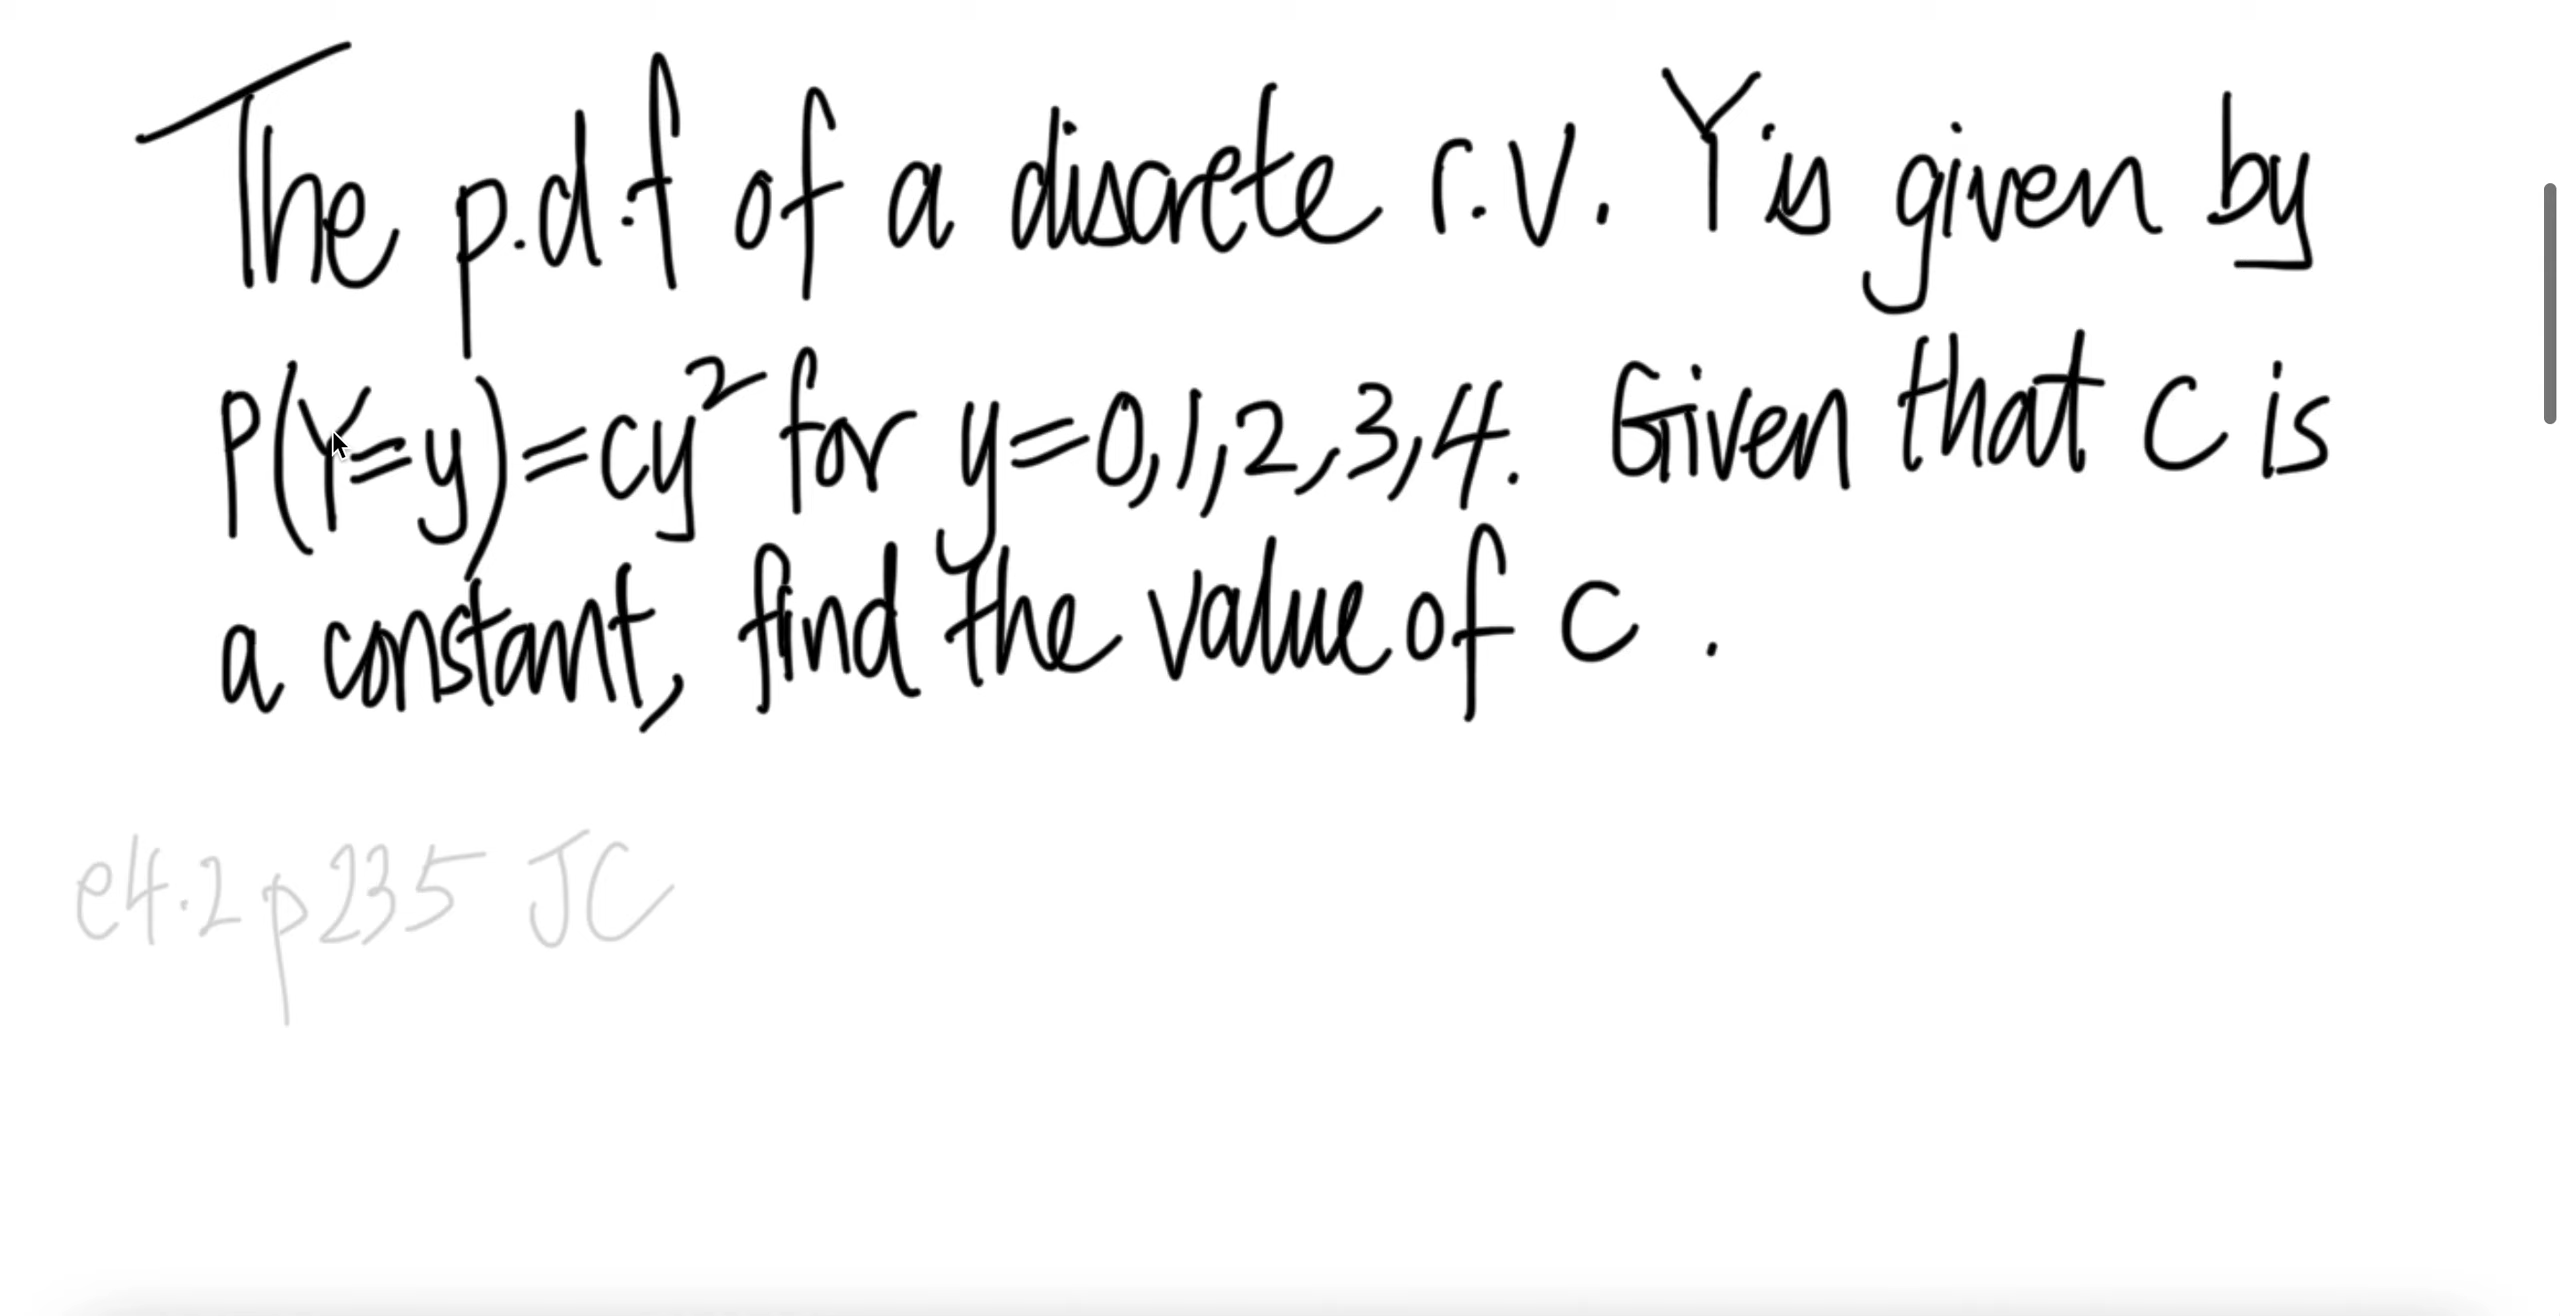 The p.d.f of a discrete r.v. Y is given by
P(Y=y)=cy² for y=0,1,2,3,4. Given that c is
a constant, find the value of c.
e4.2 p235 JC